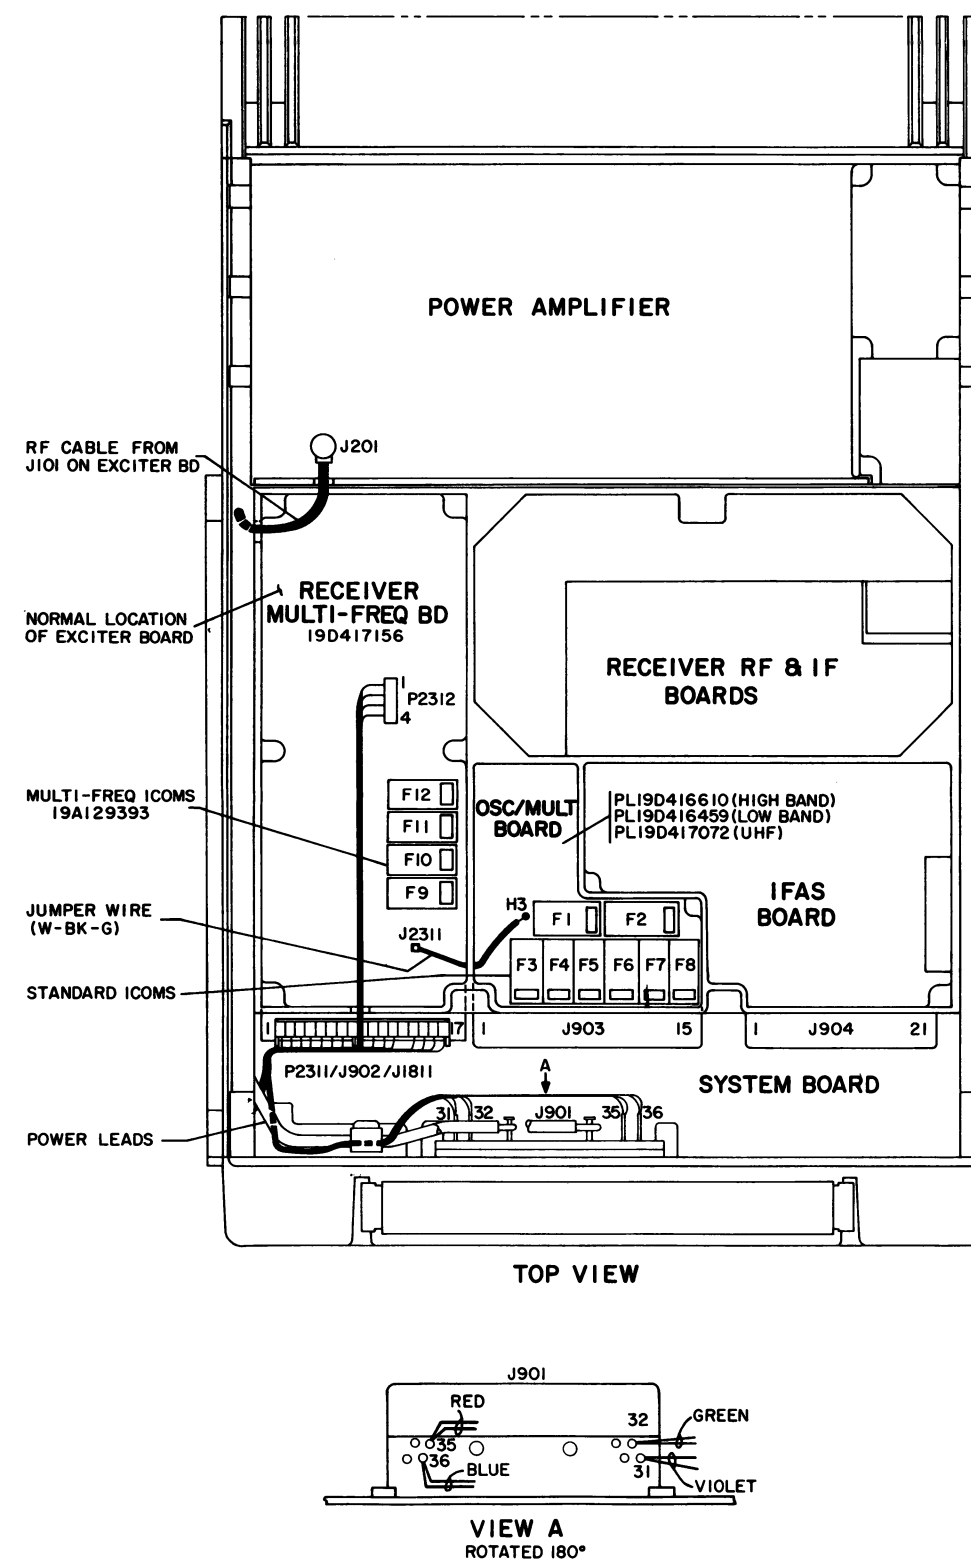 POWER AMPLIFIER
RF CABLE FROM
J101 ON EXCITER BD
J201
RECEIVER
MULTI-FREQ BD
19D417156
NORMAL LOCATION
OF EXCITER BOARD
RECEIVER RF & IF
BOARDS
1
P2312
4
MULTI-FREQ ICOMS
19A129393
F12
F11
F10
F9
OSC/MULT
BOARD
PL19D416610 (HIGH BAND)
PL19D416459 (LOW BAND)
PL19D417072 (UHF)
IFAS
BOARD
JUMPER WIRE
(W-BK-G)
H3
J2311
F1
F2
F3
F4
F5
F6
F7
F8
STANDARD ICOMS
1
17
1
J903
15
1
J904
21
P2311/J902/J1811
A
SYSTEM BOARD
31
32
J901
35
36
POWER LEADS
TOP VIEW
J901
RED
32
GREEN
35
36
BLUE
31
VIOLET
VIEW A
ROTATED 180°